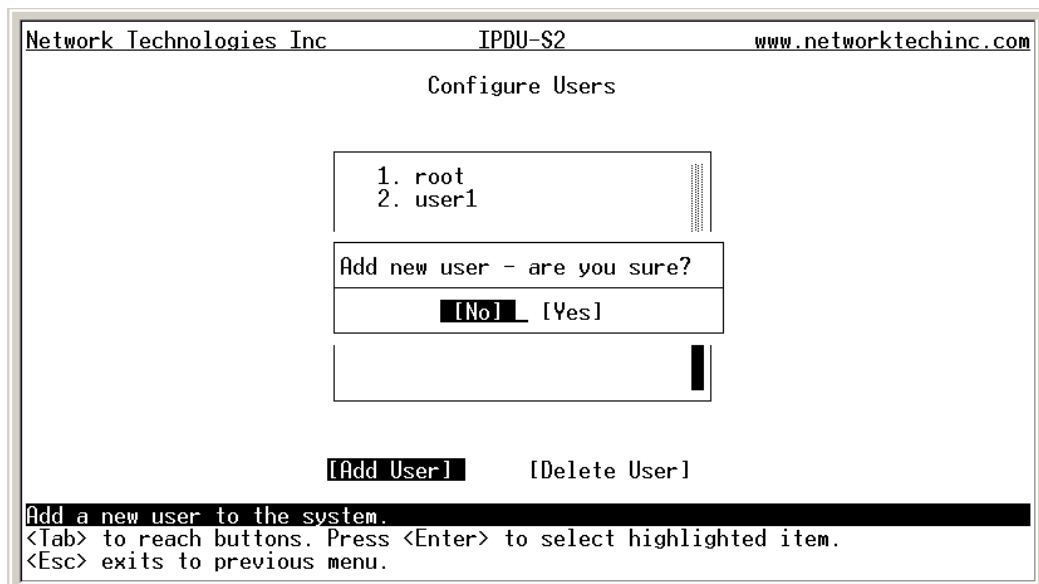 Network Technologies Inc IPDU-S2 www.networktechinc.com
Configure Users
1. root
2. user1
Add new user - are you sure?
[No] _ [Yes]
[Add User] [Delete User]
Add a new user to the system.
<Tab> to reach buttons. Press <Enter> to select highlighted item.
<Esc> exits to previous menu.